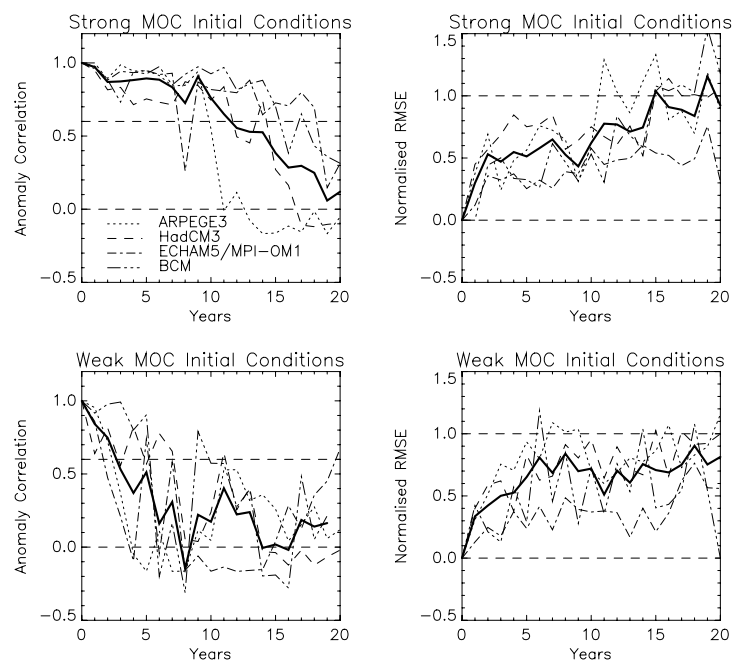 Strong MOC Initial Conditions
Anomaly Correlation
1.0
0.5
0.0
−0.5
ARPEGE3
HadCM3
ECHAM5/MPI−OM1
BCM
0 5 10 15 20
Years
Strong MOC Initial Conditions
Normalised RMSE
1.5
1.0
0.5
0.0
−0.5
0 5 10 15 20
Years
Weak MOC Initial Conditions
Anomaly Correlation
1.0
0.5
0.0
−0.5
0 5 10 15 20
Years
Weak MOC Initial Conditions
Normalised RMSE
1.5
1.0
0.5
0.0
−0.5
0 5 10 15 20
Years